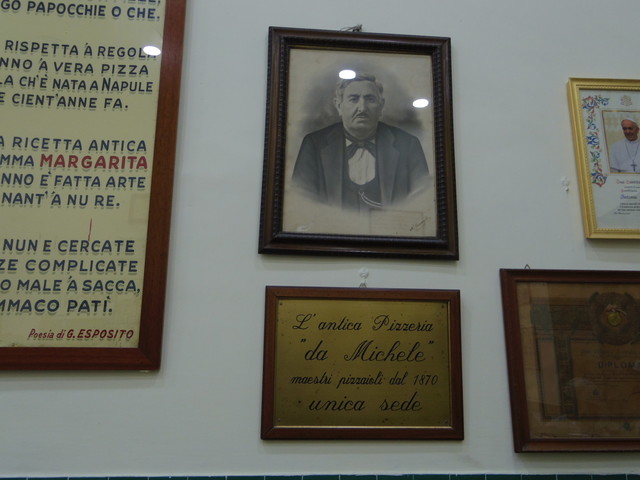 GO PAPOCCHIE O CHE.
RISPETTA 'A REGOLA
NNO 'A VERA PIZZA
LA CH'È NATA A NAPULE
E CIENT'ANNE FA.
A RICETTA ANTICA
MMA MARGARITA
NNO È FATTA ARTE
NANT'A NU RE.
NUN E CERCATE
ZE COMPLICATE
O MALE 'A SACCA,
MMACO PATÌ.
Poesia di G. ESPOSITO
L'antica Pizzeria
"da Michele"
maestri pizzaioli dal 1870
unica sede
DIPLOMA